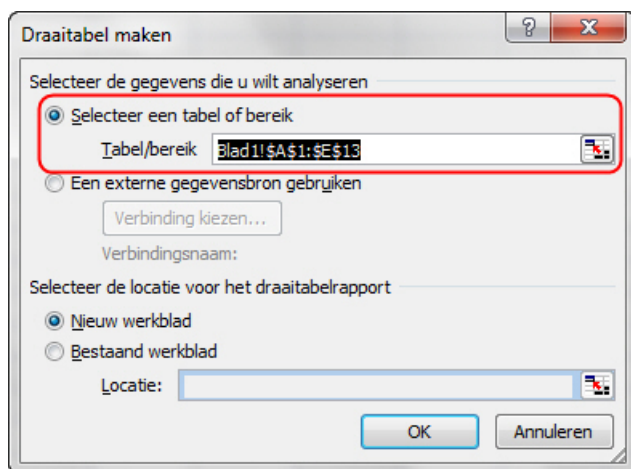 Draaitabel maken
?
X
Selecteer de gegevens die u wilt analyseren
Selecteer een tabel of bereik
Tabel/bereik Blad1!$A$1:$E$13
Een externe gegevensbron gebruiken
Verbinding kiezen...
Verbindingsnaam:
Selecteer de locatie voor het draaitabelrapport
Nieuw werkblad
Bestaand werkblad
Locatie:
OK Annuleren